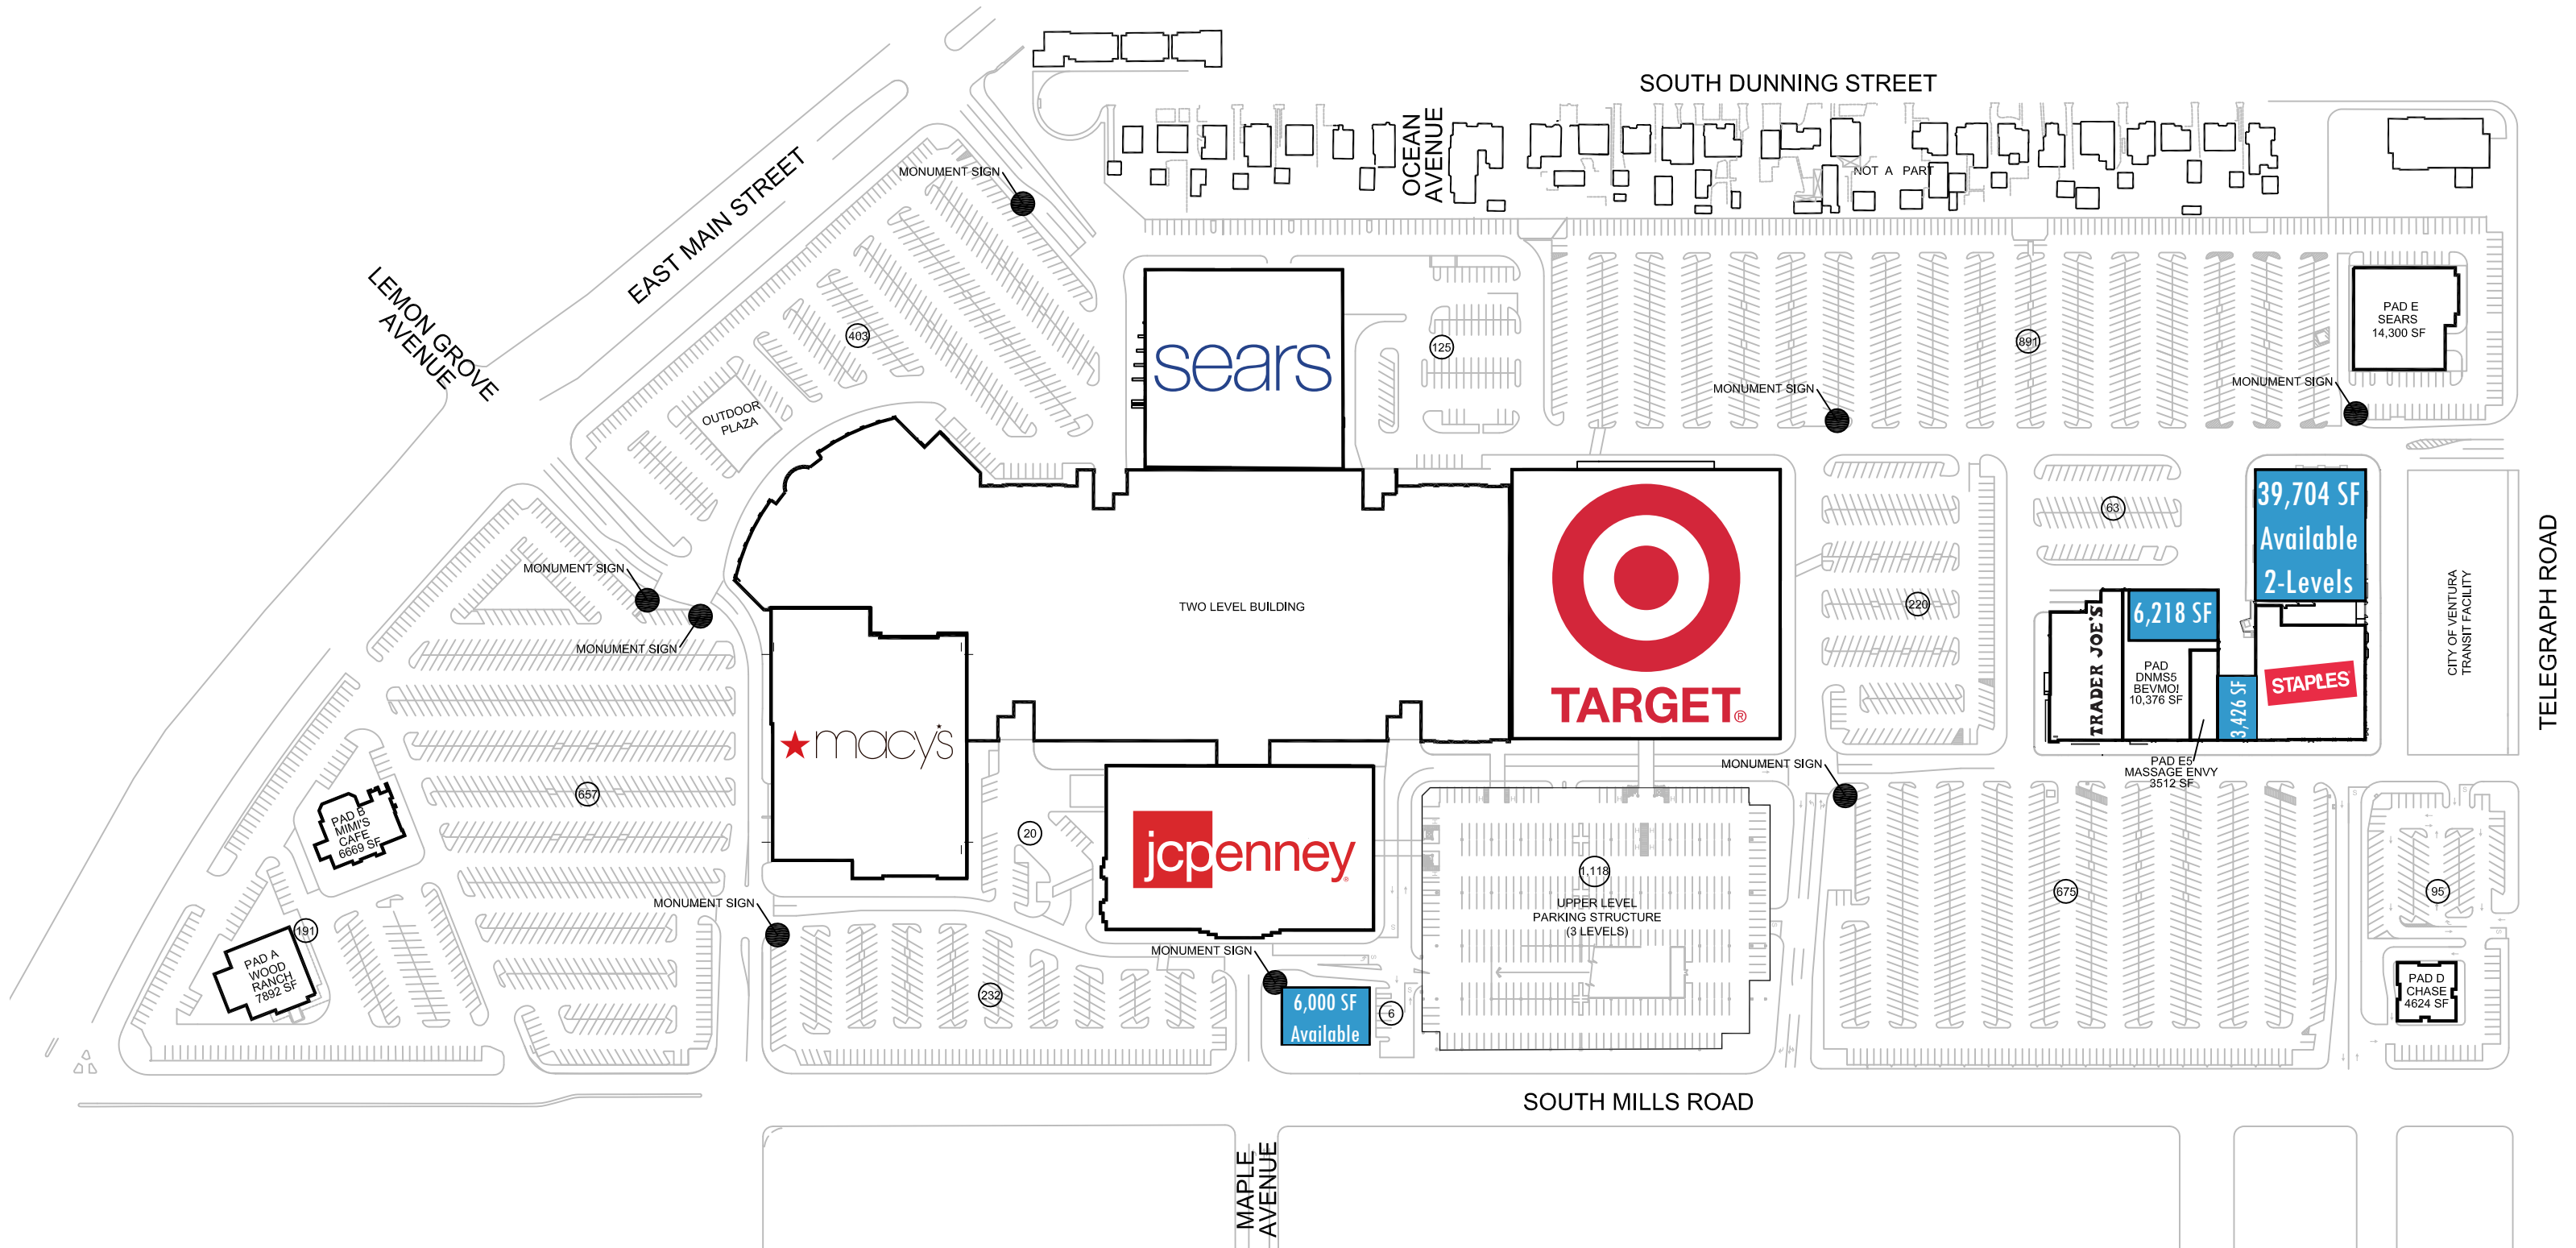 SOUTH DUNNING STREET
OCEAN
AVENUE
EAST MAIN STREET
LEMON GROVE
AVENUE
MONUMENT SIGN
NOT A PART
403
OUTDOOR
PLAZA
sears
125
891
PAD E
SEARS
14,300 SF
MONUMENT SIGN
MONUMENT SIGN
MONUMENT SIGN
MONUMENT SIGN
TWO LEVEL BUILDING
TARGET®
220
63
39,704 SF
Available
2-Levels
6,218 SF
TRADER JOE'S
PAD
DNMS5
BEVMO!
10,376 SF
3,426 SF
STAPLES
CITY OF VENTURA
TRANSIT FACILITY
TELEGRAPH ROAD
PAD E5
MASSAGE ENVY
3512 SF
macy's
657
PAD B
MIMI'S
CAFE
6669 SF
20
jcpenney
MONUMENT SIGN
1,118
UPPER LEVEL
PARKING STRUCTURE
(3 LEVELS)
675
95
191
PAD A
WOOD
RANCH
7892 SF
MONUMENT SIGN
MONUMENT SIGN
232
6,000 SF
Available
6
PAD D
CHASE
4624 SF
SOUTH MILLS ROAD
MAPLE
AVENUE